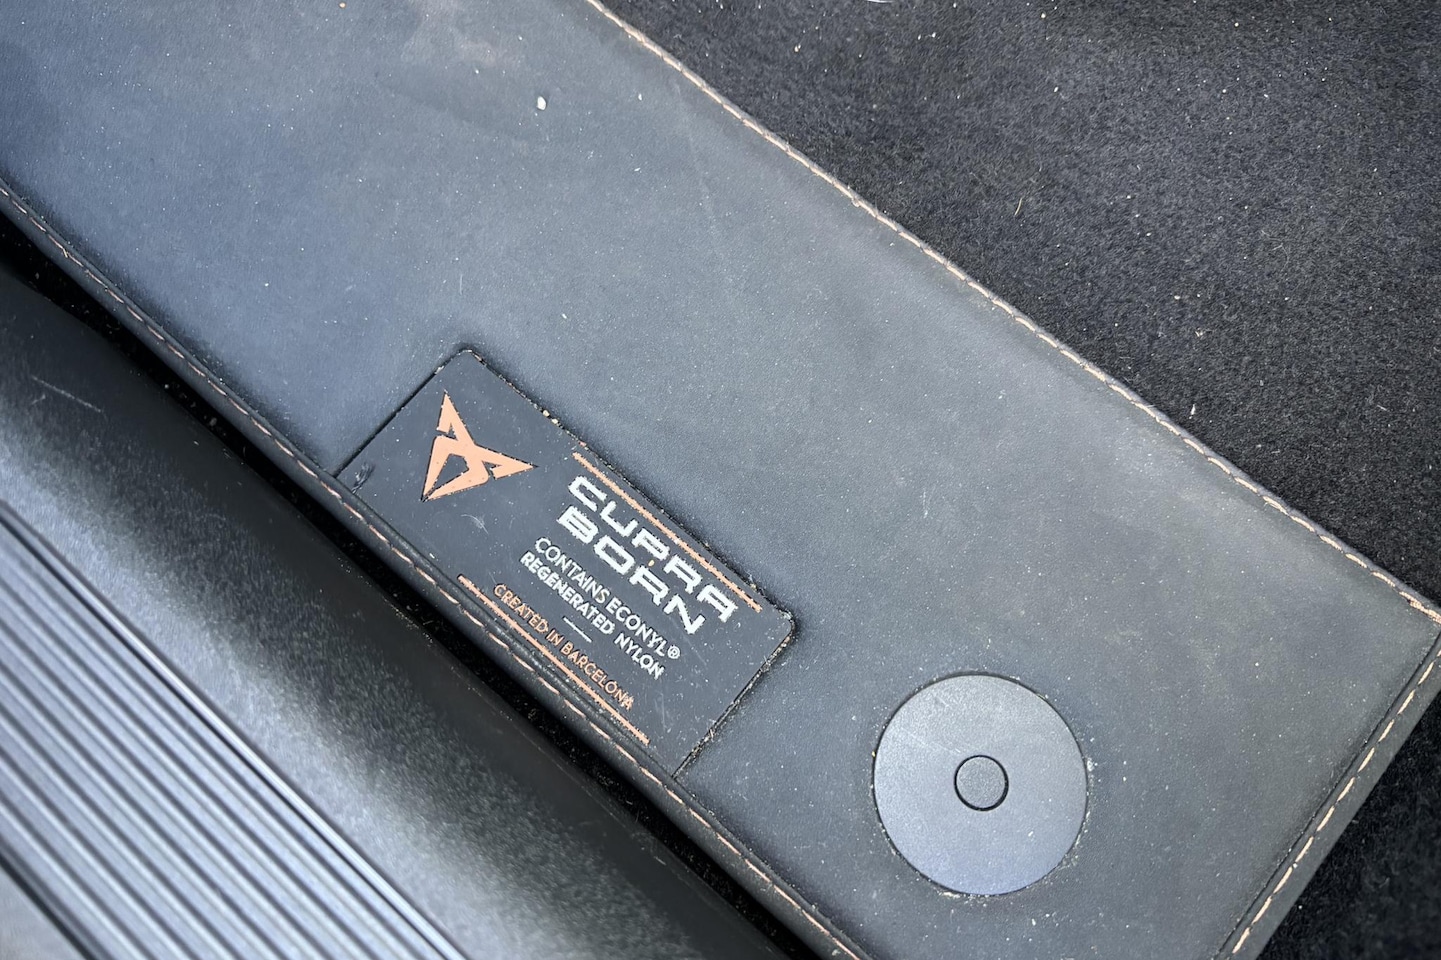 CUPRA
BORN
CONTAINS ECONYL®
REGENERATED NYLON
CREATED IN BARCELONA